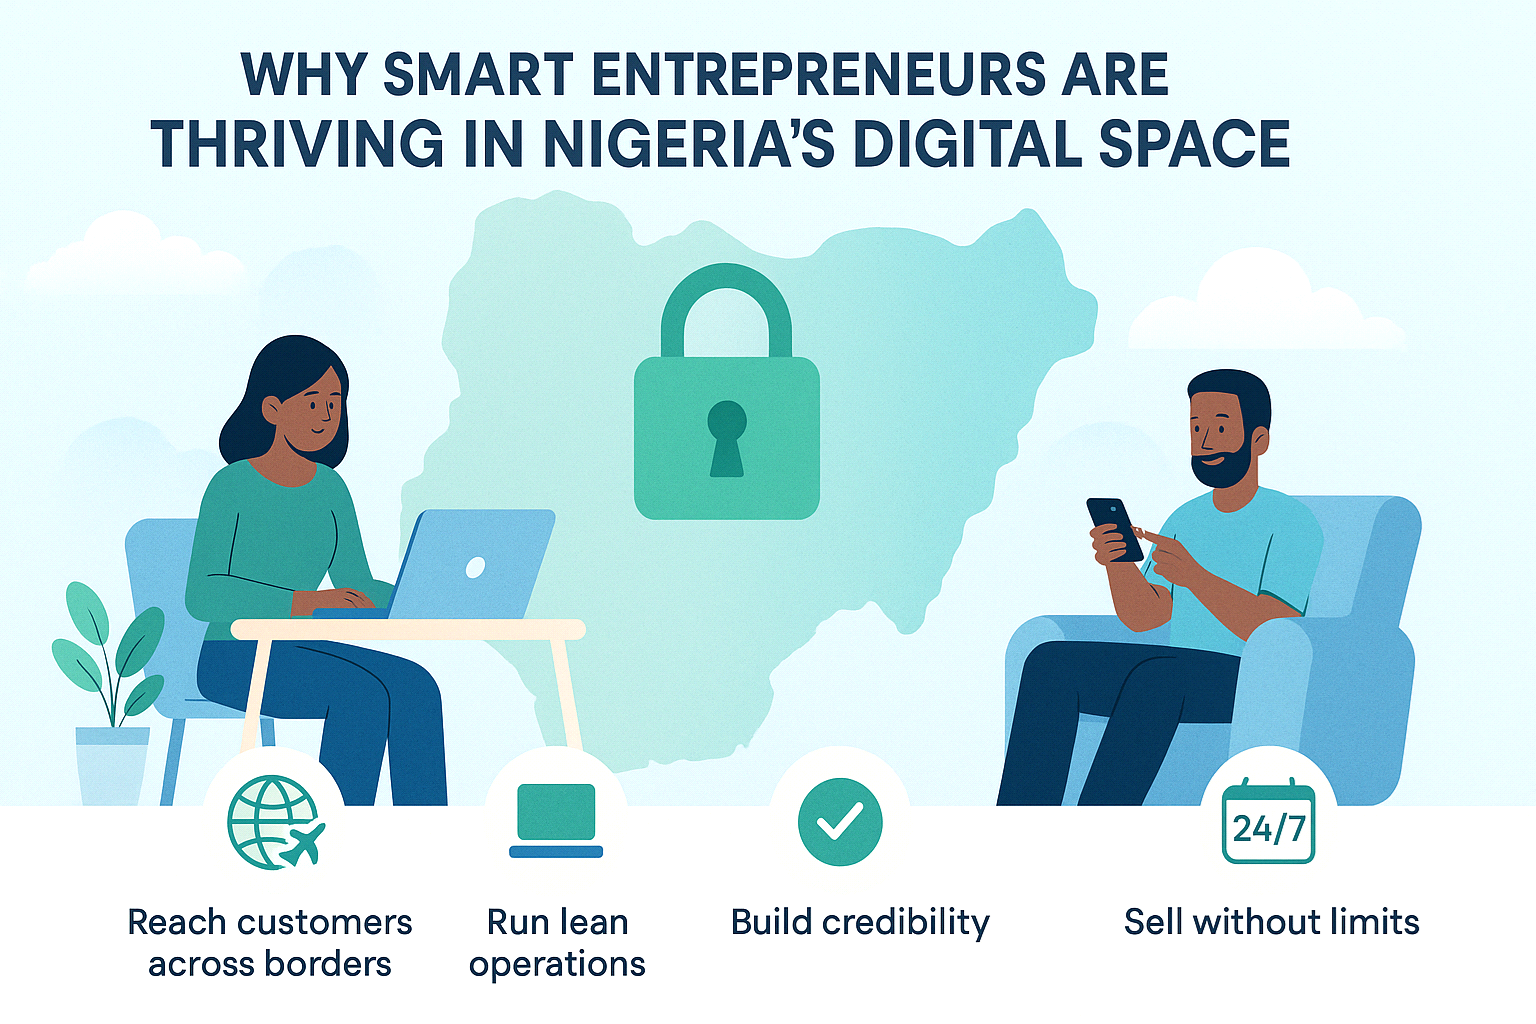 WHY SMART ENTREPRENEURS ARE
THRIVING IN NIGERIA’S DIGITAL SPACE
24/7
Reach customers
across borders
Run lean
operations
Build credibility
Sell without limits